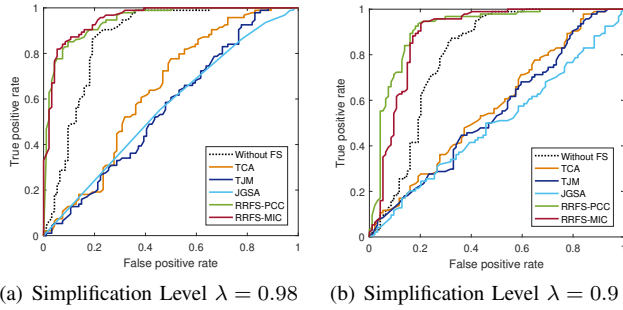 1
0.8
0.6
0.4
0.2
0
True positive rate
0 0.2 0.4 0.6 0.8 1
False positive rate
Without FS
TCA
TJM
JGSA
RRFS-PCC
RRFS-MIC
1
0.8
0.6
0.4
0.2
0
True positive rate
0 0.2 0.4 0.6 0.8 1
False positive rate
Without FS
TCA
TJM
JGSA
RRFS-PCC
RRFS-MIC
(a) Simplification Level λ = 0.98
(b) Simplification Level λ = 0.9